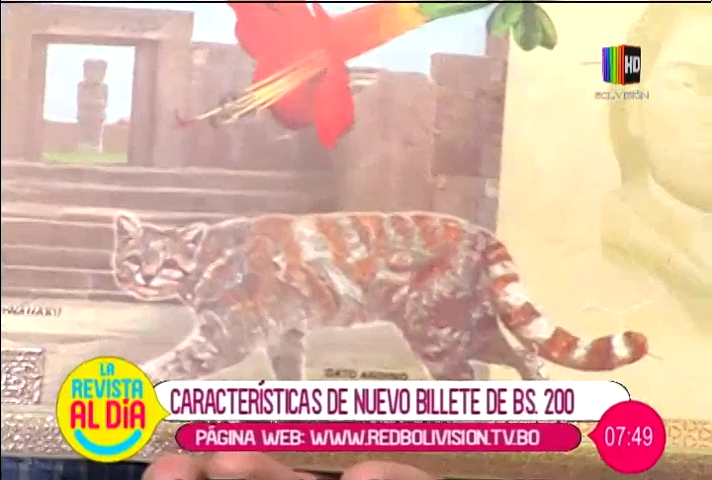 HD
BOLIVISIÓN
GATO ANDINO
LA
REVISTA
AL DÍA
CARACTERÍSTICAS DE NUEVO BILLETE DE BS. 200
PÁGINA WEB: WWW.REDBOLIVISION.TV.BO
07:49